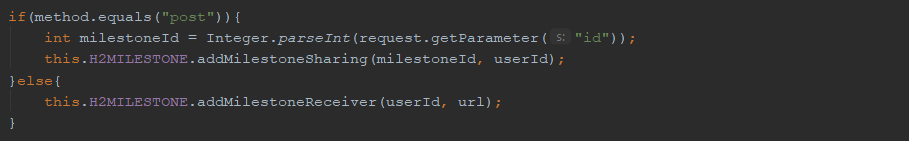 if(method.equals("post")){
    int milestoneId = Integer.parseInt(request.getParameter( s: "id"));
    this.H2MILESTONE.addMilestoneSharing(milestoneId, userId);
}else{
    this.H2MILESTONE.addMilestoneReceiver(userId, url);
}